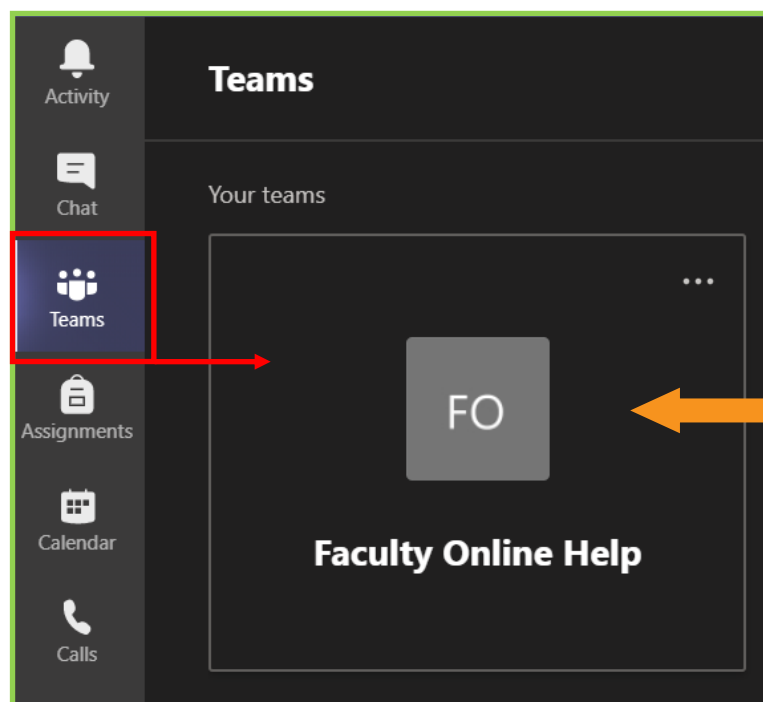 Activity
Chat
Teams
Assignments
Calendar
Calls
Teams
Your teams
...
FO
Faculty Online Help